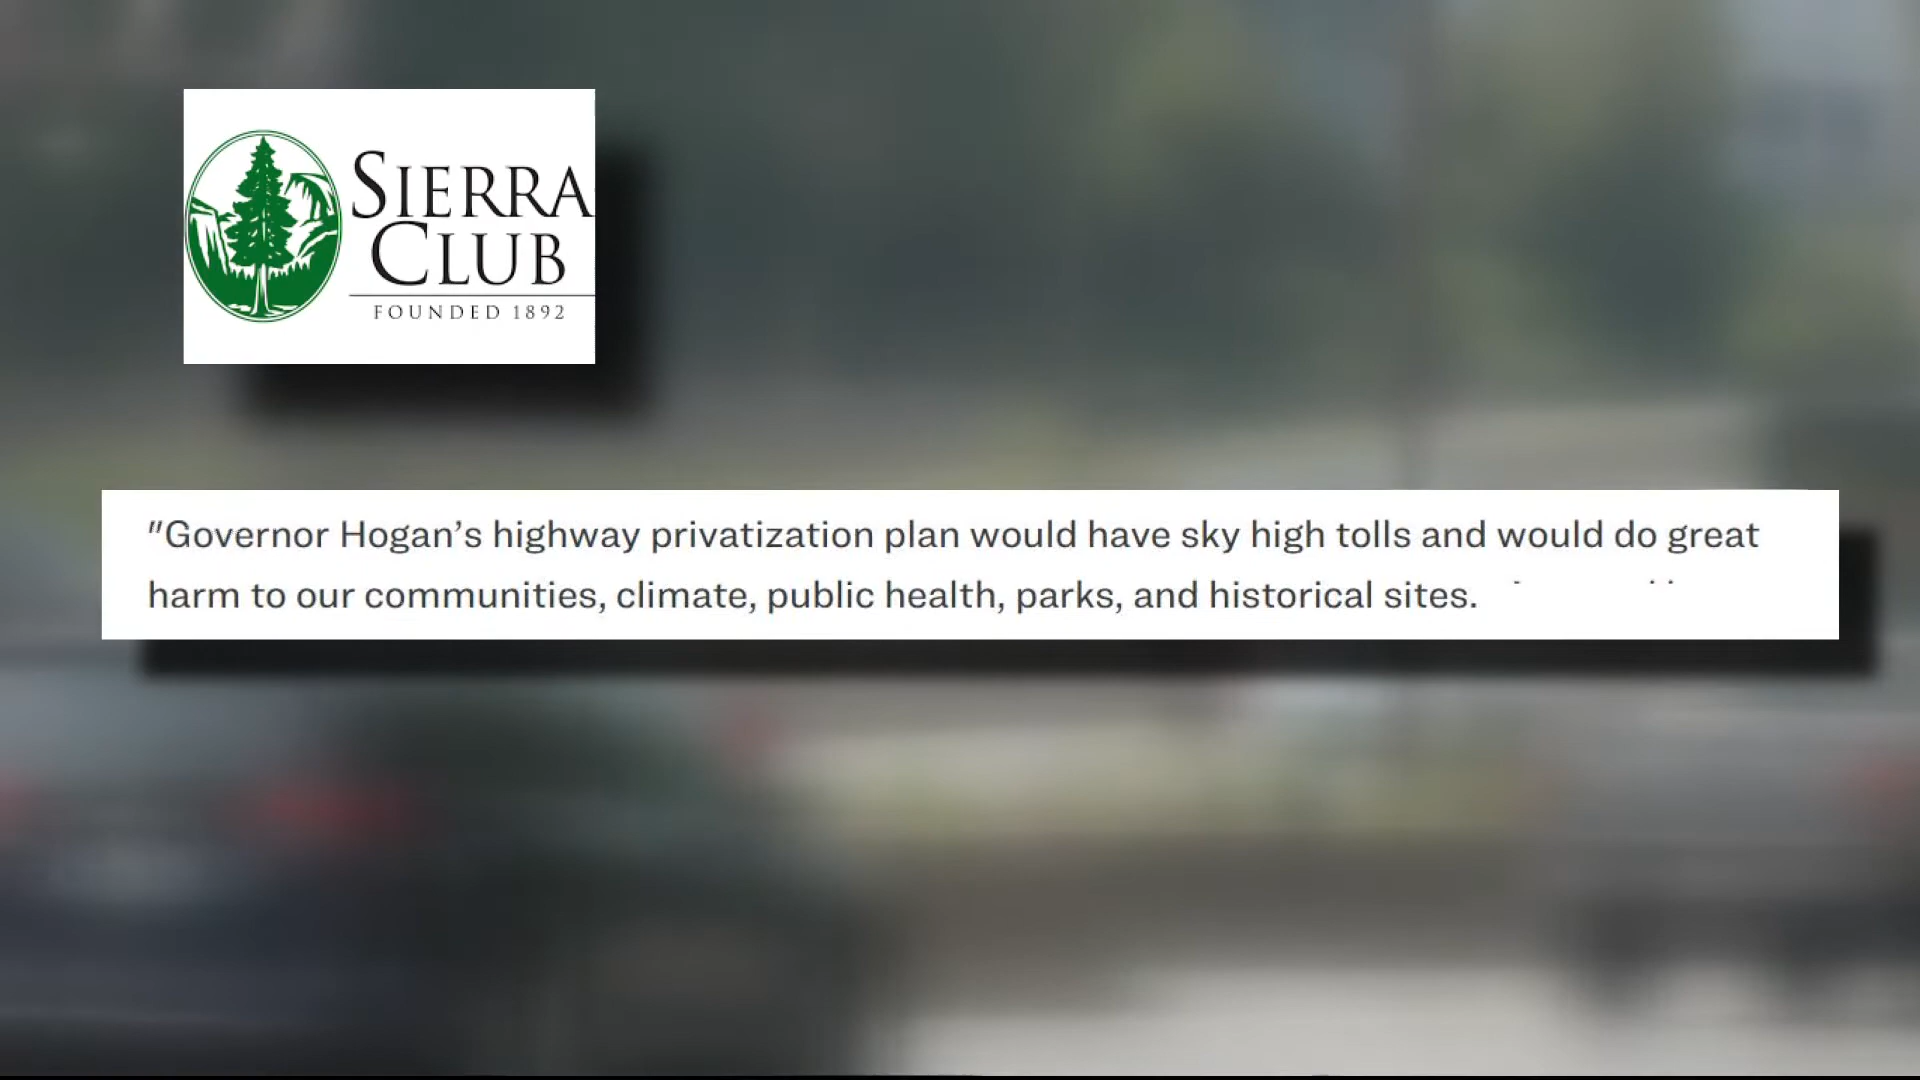 SIERRA
CLUB
FOUNDED 1892
"Governor Hogan’s highway privatization plan would have sky high tolls and would do great
harm to our communities, climate, public health, parks, and historical sites.